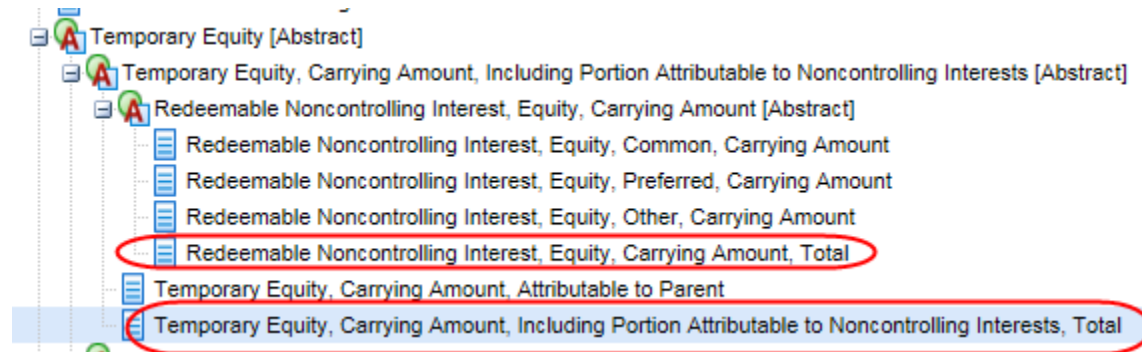 Temporary Equity [Abstract]
Temporary Equity, Carrying Amount, Including Portion Attributable to Noncontrolling Interests [Abstract]
Redeemable Noncontrolling Interest, Equity, Carrying Amount [Abstract]
Redeemable Noncontrolling Interest, Equity, Common, Carrying Amount
Redeemable Noncontrolling Interest, Equity, Preferred, Carrying Amount
Redeemable Noncontrolling Interest, Equity, Other, Carrying Amount
Redeemable Noncontrolling Interest, Equity, Carrying Amount, Total
Temporary Equity, Carrying Amount, Attributable to Parent
Temporary Equity, Carrying Amount, Including Portion Attributable to Noncontrolling Interests, Total